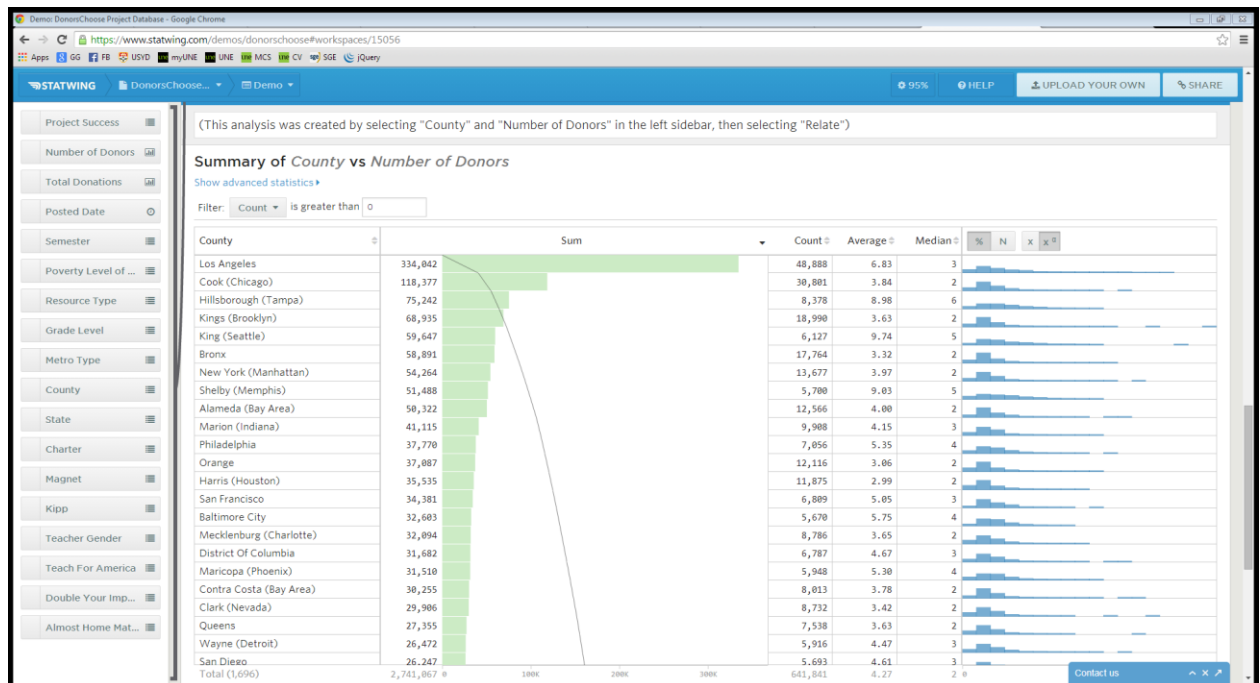 Demo: DonorsChoose Project Database - Google Chrome
https://www.statwing.com/demos/donorschoose#workspaces/15056
Apps GG FB USYD myUNE UNE MCS CV SGE jQuery
STATWING DonorsChoose... Demo 95% HELP UPLOAD YOUR OWN SHARE
Project Success
Number of Donors
Total Donations
Posted Date
Semester
Poverty Level of ...
Resource Type
Grade Level
Metro Type
County
State
Charter
Magnet
Kipp
Teacher Gender
Teach For America
Double Your Imp...
Almost Home Mat...
(This analysis was created by selecting "County" and "Number of Donors" in the left sidebar, then selecting "Relate")
Summary of County vs Number of Donors
Show advanced statistics
Filter: Count is greater than 0
County Sum Count Average Median % N x
Los Angeles 334,042 48,888 6.83 3
Cook (Chicago) 118,377 30,801 3.84 2
Hillsborough (Tampa) 75,242 8,378 8.98 6
Kings (Brooklyn) 68,935 18,990 3.63 2
King (Seattle) 59,647 6,127 9.74 5
Bronx 58,891 17,764 3.32 2
New York (Manhattan) 54,264 13,677 3.97 2
Shelby (Memphis) 51,488 5,700 9.03 5
Alameda (Bay Area) 50,322 12,566 4.00 2
Marion (Indiana) 41,115 9,908 4.15 3
Philadelphia 37,770 7,056 5.35 4
Orange 37,087 12,116 3.06 2
Harris (Houston) 35,535 11,875 2.99 2
San Francisco 34,381 6,809 5.05 3
Baltimore City 32,603 5,670 5.75 4
Mecklenburg (Charlotte) 32,094 8,786 3.65 2
District Of Columbia 31,682 6,787 4.67 3
Maricopa (Phoenix) 31,510 5,948 5.30 4
Contra Costa (Bay Area) 30,255 8,013 3.78 2
Clark (Nevada) 29,906 8,732 3.42 2
Queens 27,355 7,538 3.63 2
Wayne (Detroit) 26,472 5,916 4.47 3
San Diego 26,247 5,693 4.61 3
Total (1,696) 2,741,067 0 100K 200K 300K 641,841 4.27 2 0
Contact us